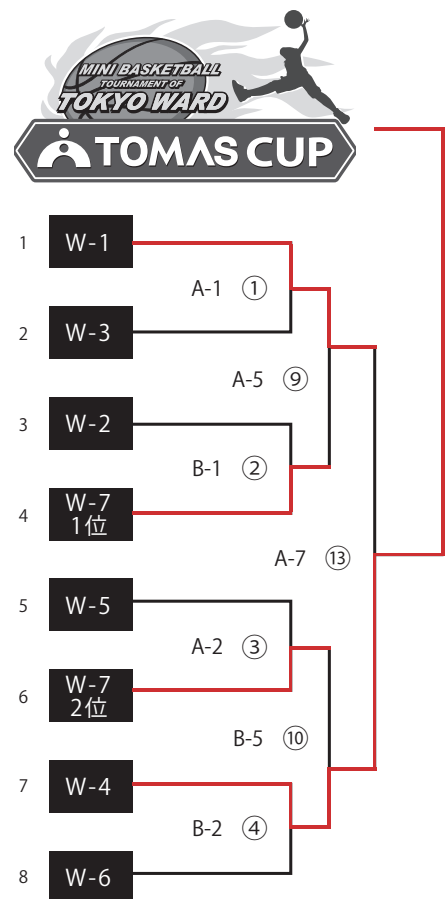 MINI BASKETBALL
TOURNAMENT OF
TOKYO WARD
TOMAS CUP
1 W-1
A-1 ①
2 W-3
A-5 ⑨
3 W-2
B-1 ②
4 W-7
1位
A-7 ⑬
5 W-5
A-2 ③
6 W-7
2位
B-5 ⑩
7 W-4
B-2 ④
8 W-6